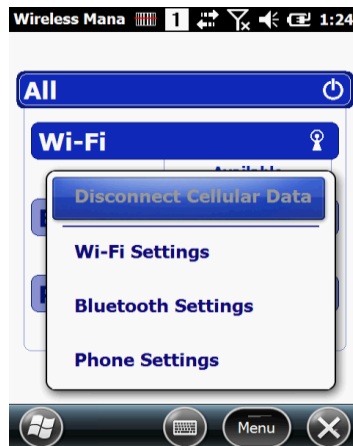 Wireless Mana 1 1:24
All
Wi-Fi
Available
Disconnect Cellular Data
Wi-Fi Settings
Bluetooth Settings
Phone Settings
Menu